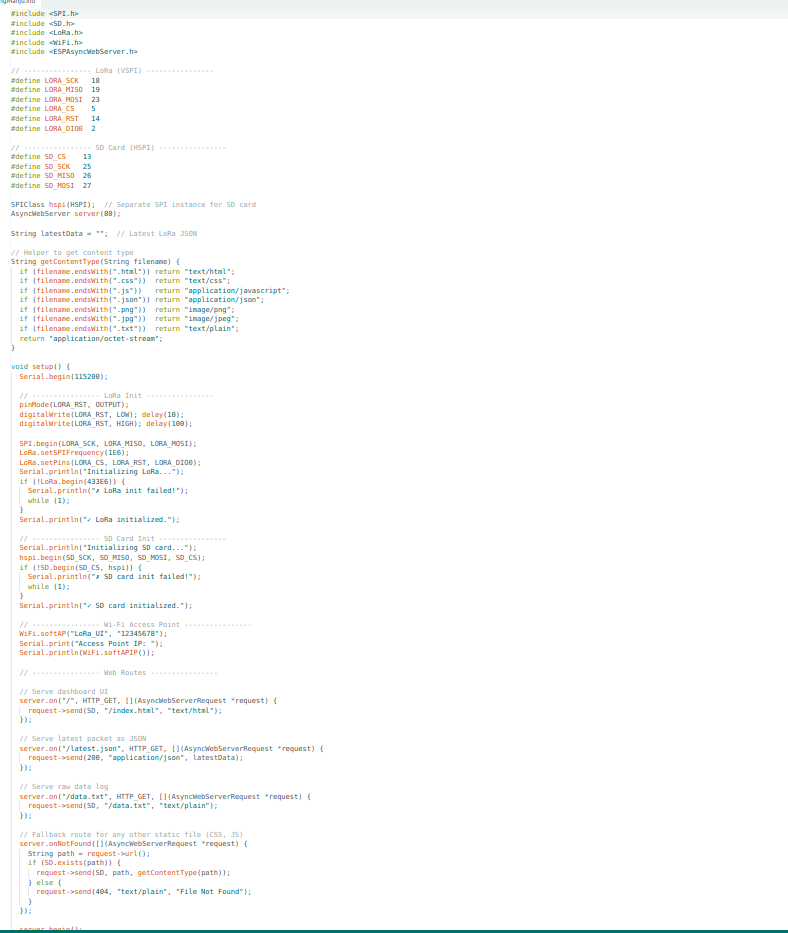 #include <SPI.h>
#include <SD.h>
#include <LoRa.h>
#include <WiFi.h>
#include <ESPAsyncWebServer.h>
// ---------------- LoRa (VSPI) ----------------
#define LORA_SCK   18
#define LORA_MISO  19
#define LORA_MOSI  23
#define LORA_CS    5
#define LORA_RST   14
#define LORA_DIO0  2
// ---------------- SD Card (HSPI) ----------------
#define SD_CS    13
#define SD_SCK   25
#define SD_MISO  26
#define SD_MOSI  27
SPIClass hspi(HSPI);  // Separate SPI instance for SD card
AsyncWebServer server(80);
String latestData = "";  // Latest LoRa JSON
// Helper to get content type
String getContentType(String filename) {
  if (filename.endsWith(".html")) return "text/html";
  if (filename.endsWith(".css"))  return "text/css";
  if (filename.endsWith(".js"))   return "application/javascript";
  if (filename.endsWith(".json")) return "application/json";
  if (filename.endsWith(".png"))  return "image/png";
  if (filename.endsWith(".jpg"))  return "image/jpeg";
  if (filename.endsWith(".txt"))  return "text/plain";
  return "application/octet-stream";
}
void setup() {
  Serial.begin(115200);
  // ---------------- LoRa Init ----------------
  pinMode(LORA_RST, OUTPUT);
  digitalWrite(LORA_RST, LOW); delay(10);
  digitalWrite(LORA_RST, HIGH); delay(100);
  SPI.begin(LORA_SCK, LORA_MISO, LORA_MOSI);
  LoRa.setSPIFrequency(1E6);
  LoRa.setPins(LORA_CS, LORA_RST, LORA_DIO0);
  Serial.println("Initializing LoRa...");
  if (!LoRa.begin(433E6)) {
    Serial.println("✗ LoRa init failed!");
    while (1);
  }
  Serial.println("✓ LoRa initialized.");
  // ---------------- SD Card Init ----------------
  Serial.println("Initializing SD card...");
  hspi.begin(SD_SCK, SD_MISO, SD_MOSI, SD_CS);
  if (!SD.begin(SD_CS, hspi)) {
    Serial.println("✗ SD card init failed!");
    while (1);
  }
  Serial.println("✓ SD card initialized.");
  // ---------------- Wi-Fi Access Point ----------------
  WiFi.softAP("LoRa_UI", "12345678");
  Serial.print("Access Point IP: ");
  Serial.println(WiFi.softAPIP());
  // ---------------- Web Routes ----------------
  // Serve dashboard UI
  server.on("/", HTTP_GET, [](AsyncWebServerRequest *request) {
    request->send(SD, "/index.html", "text/html");
  });
  // Serve latest packet as JSON
  server.on("/latest.json", HTTP_GET, [](AsyncWebServerRequest *request) {
    request->send(200, "application/json", latestData);
  });
  // Serve raw data log
  server.on("/data.txt", HTTP_GET, [](AsyncWebServerRequest *request) {
    request->send(SD, "/data.txt", "text/plain");
  });
  // Fallback route for any other static file (CSS, JS)
  server.onNotFound([](AsyncWebServerRequest *request) {
    String path = request->url();
    if (SD.exists(path)) {
      request->send(SD, path, getContentType(path));
    } else {
      request->send(404, "text/plain", "File Not Found");
    }
  });
  server.begin();